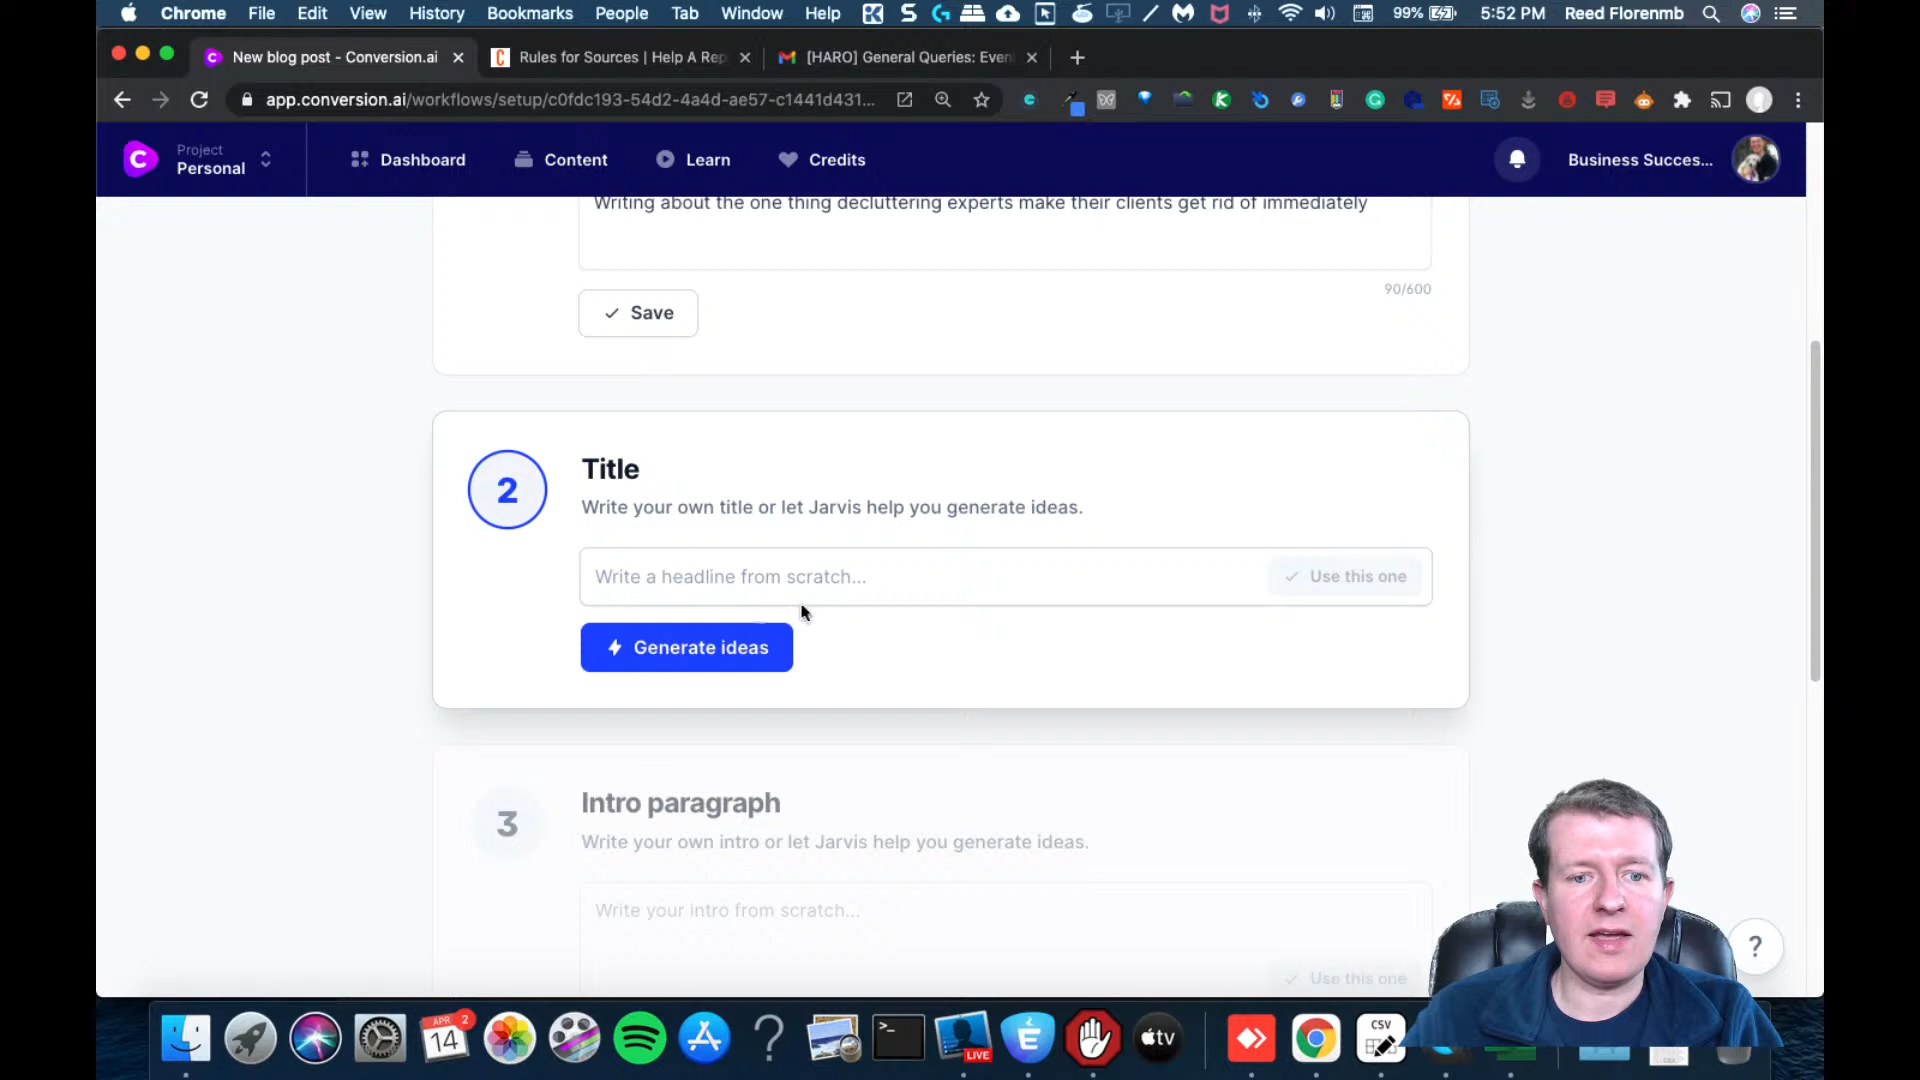 Chrome File Edit View History Bookmarks People Tab Window Help 99% 5:52 PM Reed Florenmb
New blog post - Conversion.ai
Rules for Sources | Help A Rep
[HARO] General Queries: Even
app.conversion.ai/workflows/setup/c0fdc193-54d2-4a4d-ae57-c1441d431...
Project
Personal
Dashboard
Content
Learn
Credits
Business Succes...
Writing about the one thing decluttering experts make their clients get rid of immediately
90/600
Save
2
Title
Write your own title or let Jarvis help you generate ideas.
Write a headline from scratch...
Use this one
Generate ideas
3
Intro paragraph
Write your own intro or let Jarvis help you generate ideas.
Write your intro from scratch...
Use this one
?
APR
2
14
LIVE
tv
CSV